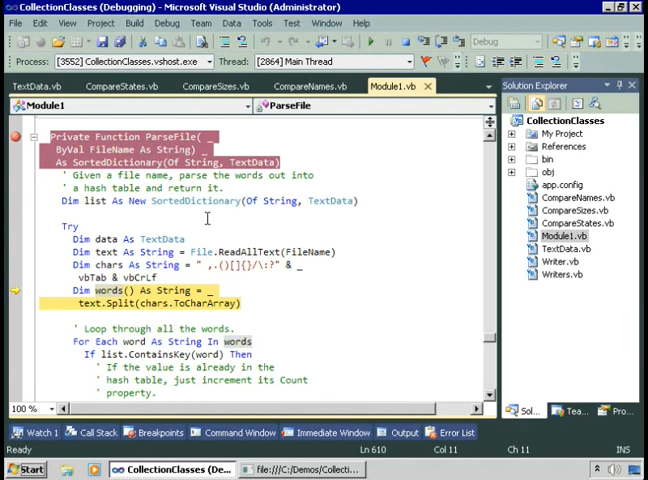 CollectionClasses (Debugging) - Microsoft Visual Studio (Administrator)
File Edit View Project Build Debug Team Data Tools Test Window Help
Debug
Process: [3552] CollectionClasses.vshost.exe Thread: [2864] Main Thread
TextData.vb CompareStates.vb CompareSizes.vb CompareNames.vb Module1.vb
Module1 ParseFile
Private Function ParseFile( _
ByVal FileName As String) _
As SortedDictionary(Of String, TextData)
' Given a file name, parse the words out into
' a hash table and return it.
Dim list As New SortedDictionary(Of String, TextData)
Try
Dim data As TextData
Dim text As String = File.ReadAllText(FileName)
Dim chars As String = " ,.()[]{}/\:?" & _
vbTab & vbCrLf
Dim words() As String = _
text.Split(chars.ToCharArray)
' Loop through all the words.
For Each word As String In words
If list.ContainsKey(word) Then
' If the value is already in the
' hash table, just increment its Count
' property.
100 %
Solution Explorer
CollectionClasses
My Project
References
bin
obj
app.config
CompareNames.vb
CompareSizes.vb
CompareStates.vb
Module1.vb
TextData.vb
Writer.vb
Writers.vb
Sol... Tea... Pro...
Watch 1 Call Stack Breakpoints Command Window Immediate Window Output Error List
Ready Ln 610 Col 11 Ch 11 INS
Start CollectionClasses (De... file:///C:/Demos/Collecti...